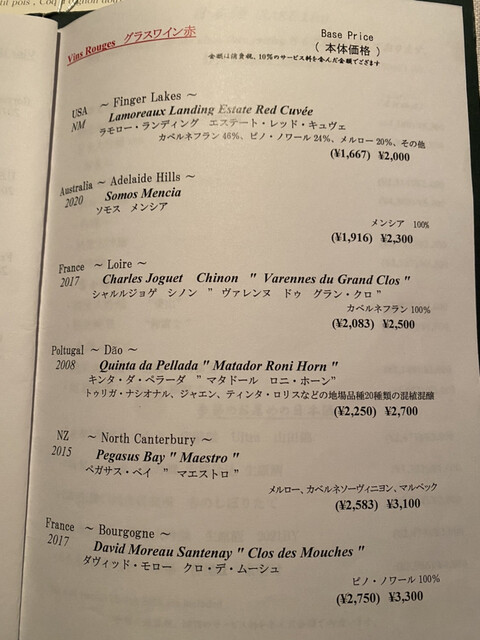 tit pois , Coq
Vins Rouges グラスワイン赤
Base Price
( 本体価格 )
金額は消費税、10%のサービス料を含んだ金額でござます
USA ~ Finger Lakes ~
NM Lamoreaux Landing Estate Red Cuvée
ラモロー・ランディング エステート・レッド・キュヴェ
カベルネフラン 46%、ピノ・ノワール 24%、メルロー 20%、その他
(¥1,667) ¥2,000
Australia ~ Adelaide Hills ~
2020 Somos Mencia
ソモス メンシア
メンシア 100%
(¥1,916) ¥2,300
France ~ Loire ~
2017 Charles Joguet Chinon " Varennes du Grand Clos "
シャルルジョゲ シノン " ヴァレンヌ ドゥ グラン・クロ "
カベルネフラン 100%
(¥2,083) ¥2,500
Poltugal ~ Dão ~
2008 Quinta da Pellada " Matador Roni Horn "
キンタ・ダ・ペラーダ " マタドール ロニ・ホーン"
トゥリガ・ナシオナル、ジャエン、ティンタ・ロリスなどの地場品種20種類の混植混醸
(¥2,250) ¥2,700
NZ ~ North Canterbury ~
2015 Pegasus Bay " Maestro "
ペガサス・ベイ " マエストロ "
メルロー、カベルネソーヴィニヨン、マルベック
(¥2,583) ¥3,100
France ~ Bourgogne ~
2017 David Moreau Santenay " Clos des Mouches "
ダヴィッド・モロー クロ・デ・ムーシュ
ピノ・ノワール 100%
(¥2,750) ¥3,300